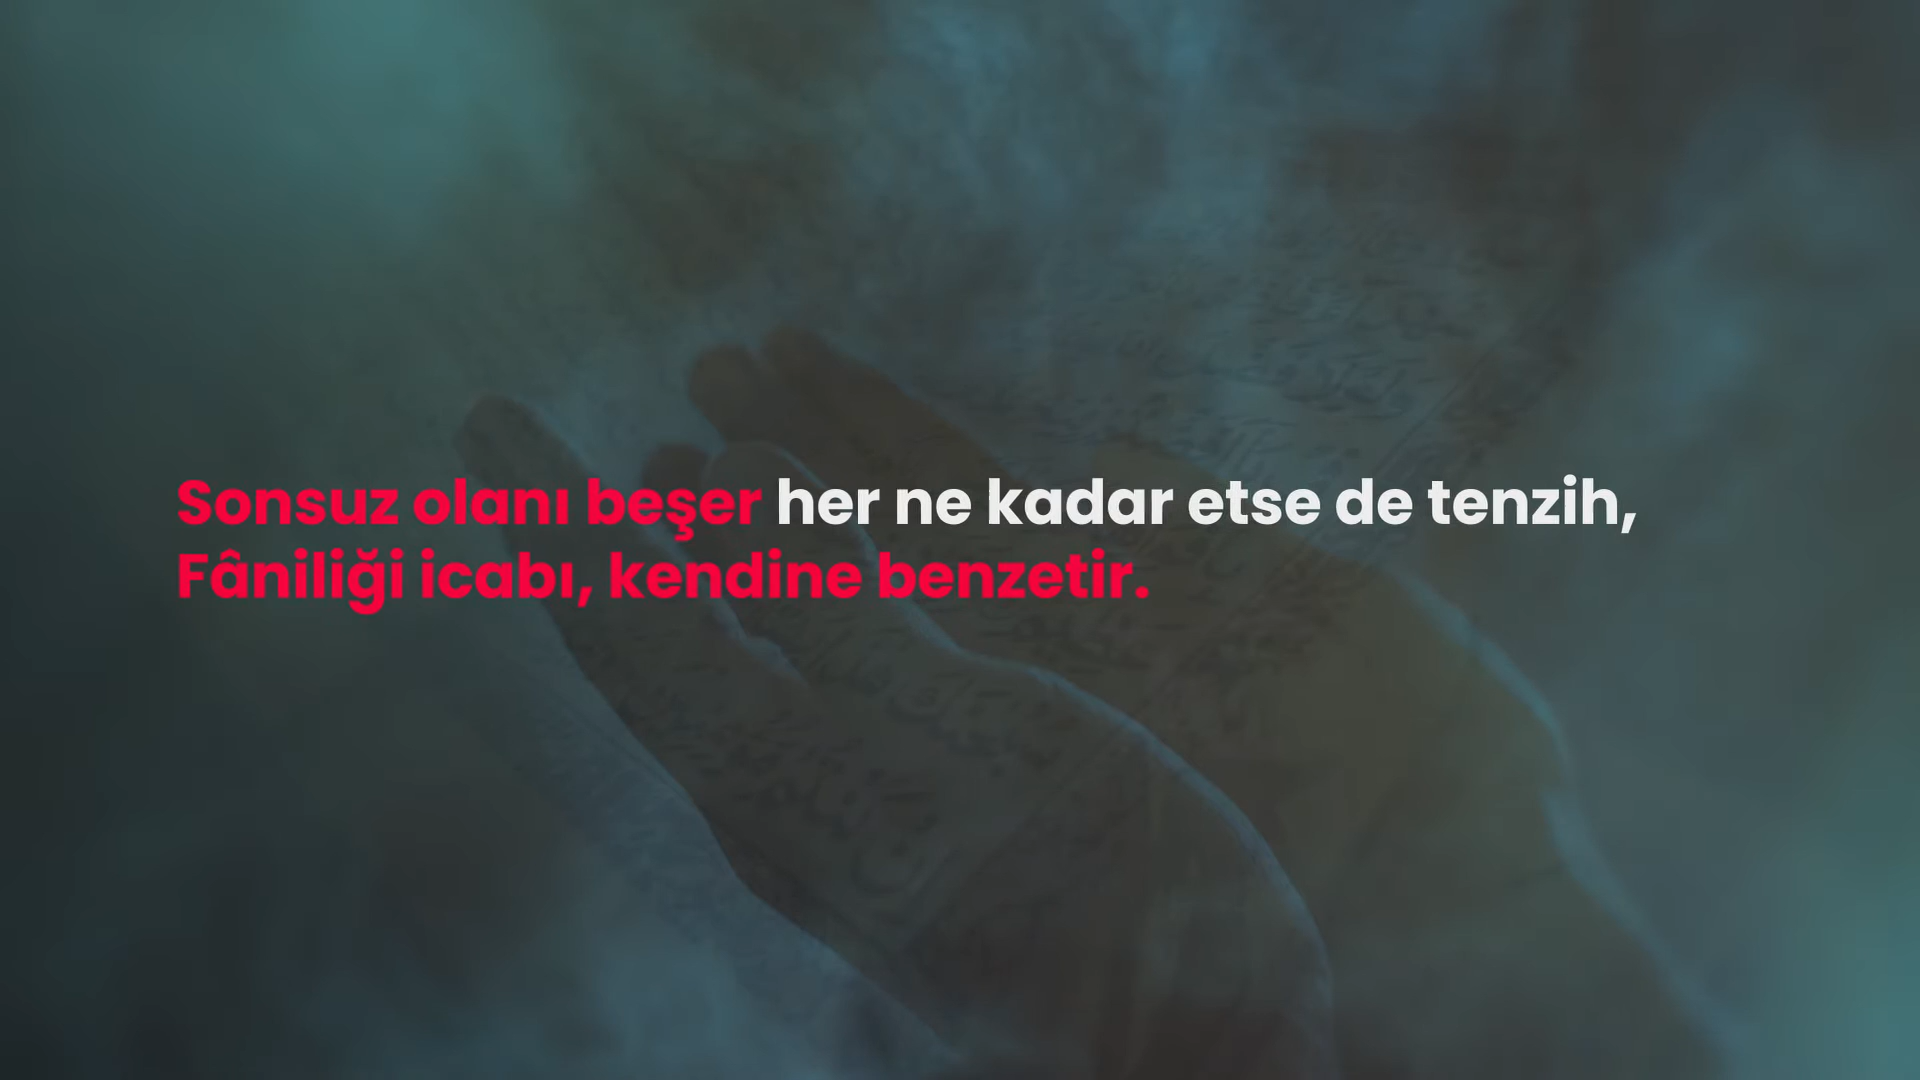 Sonsuz olanı beşer her ne kadar etse de tenzih,
Fâniliği icabı, kendine benzetir.